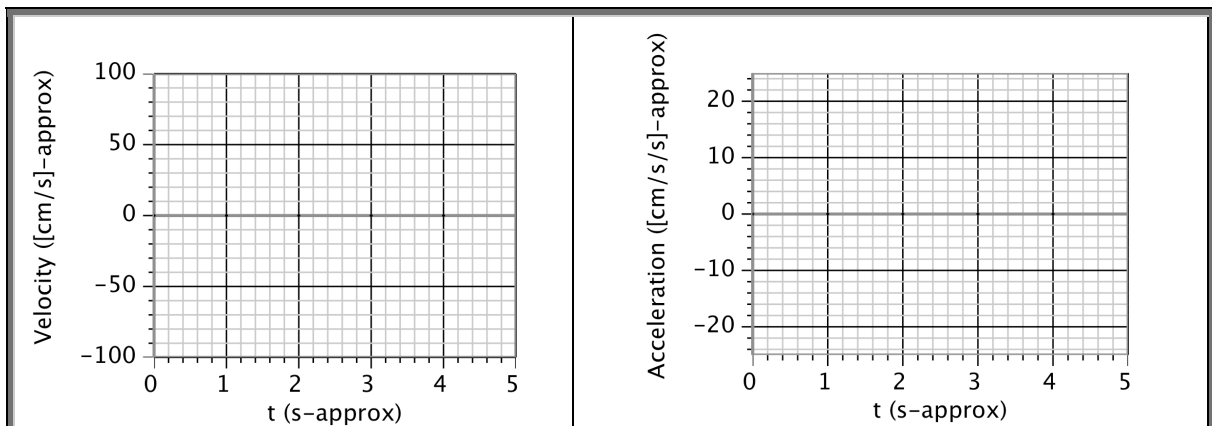 Velocity ([cm/s]-approx)
100
50
0
-50
-100
0 1 2 3 4 5
t (s-approx)
Acceleration ([cm/s/s]-approx)
20
10
0
-10
-20
0 1 2 3 4 5
t (s-approx)